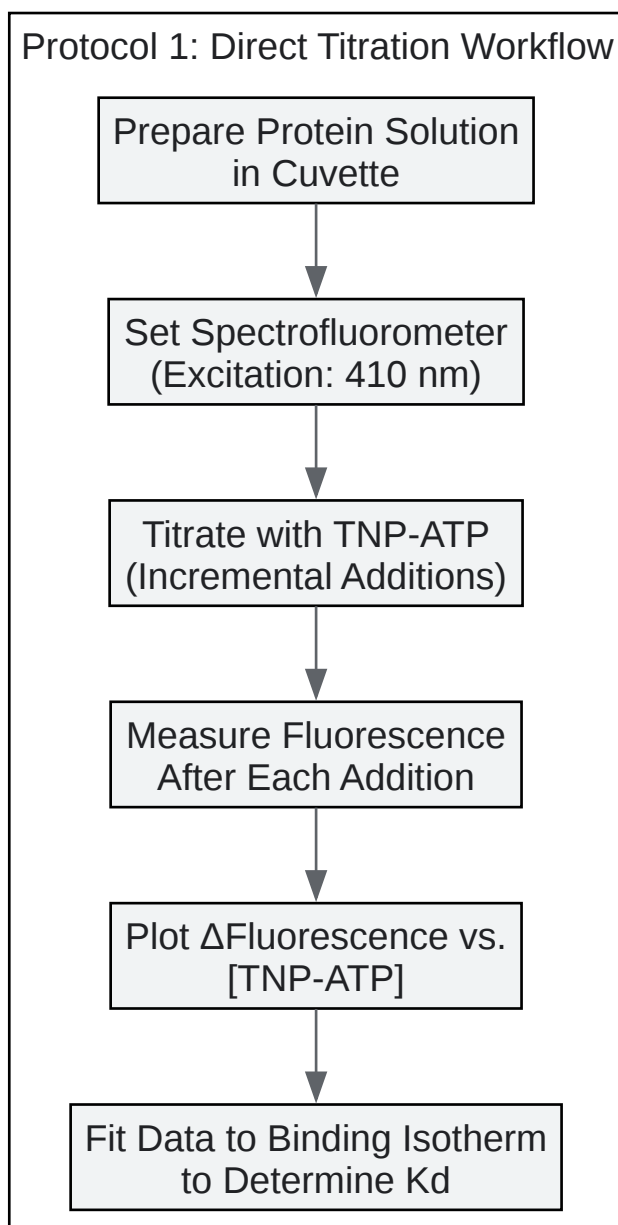 Protocol 1: Direct Titration Workflow
Prepare Protein Solution
in Cuvette
Set Spectrofluorometer
(Excitation: 410 nm)
Titrate with TNP-ATP
(Incremental Additions)
Measure Fluorescence
After Each Addition
Plot ΔFluorescence vs.
[TNP-ATP]
Fit Data to Binding Isotherm
to Determine Kd